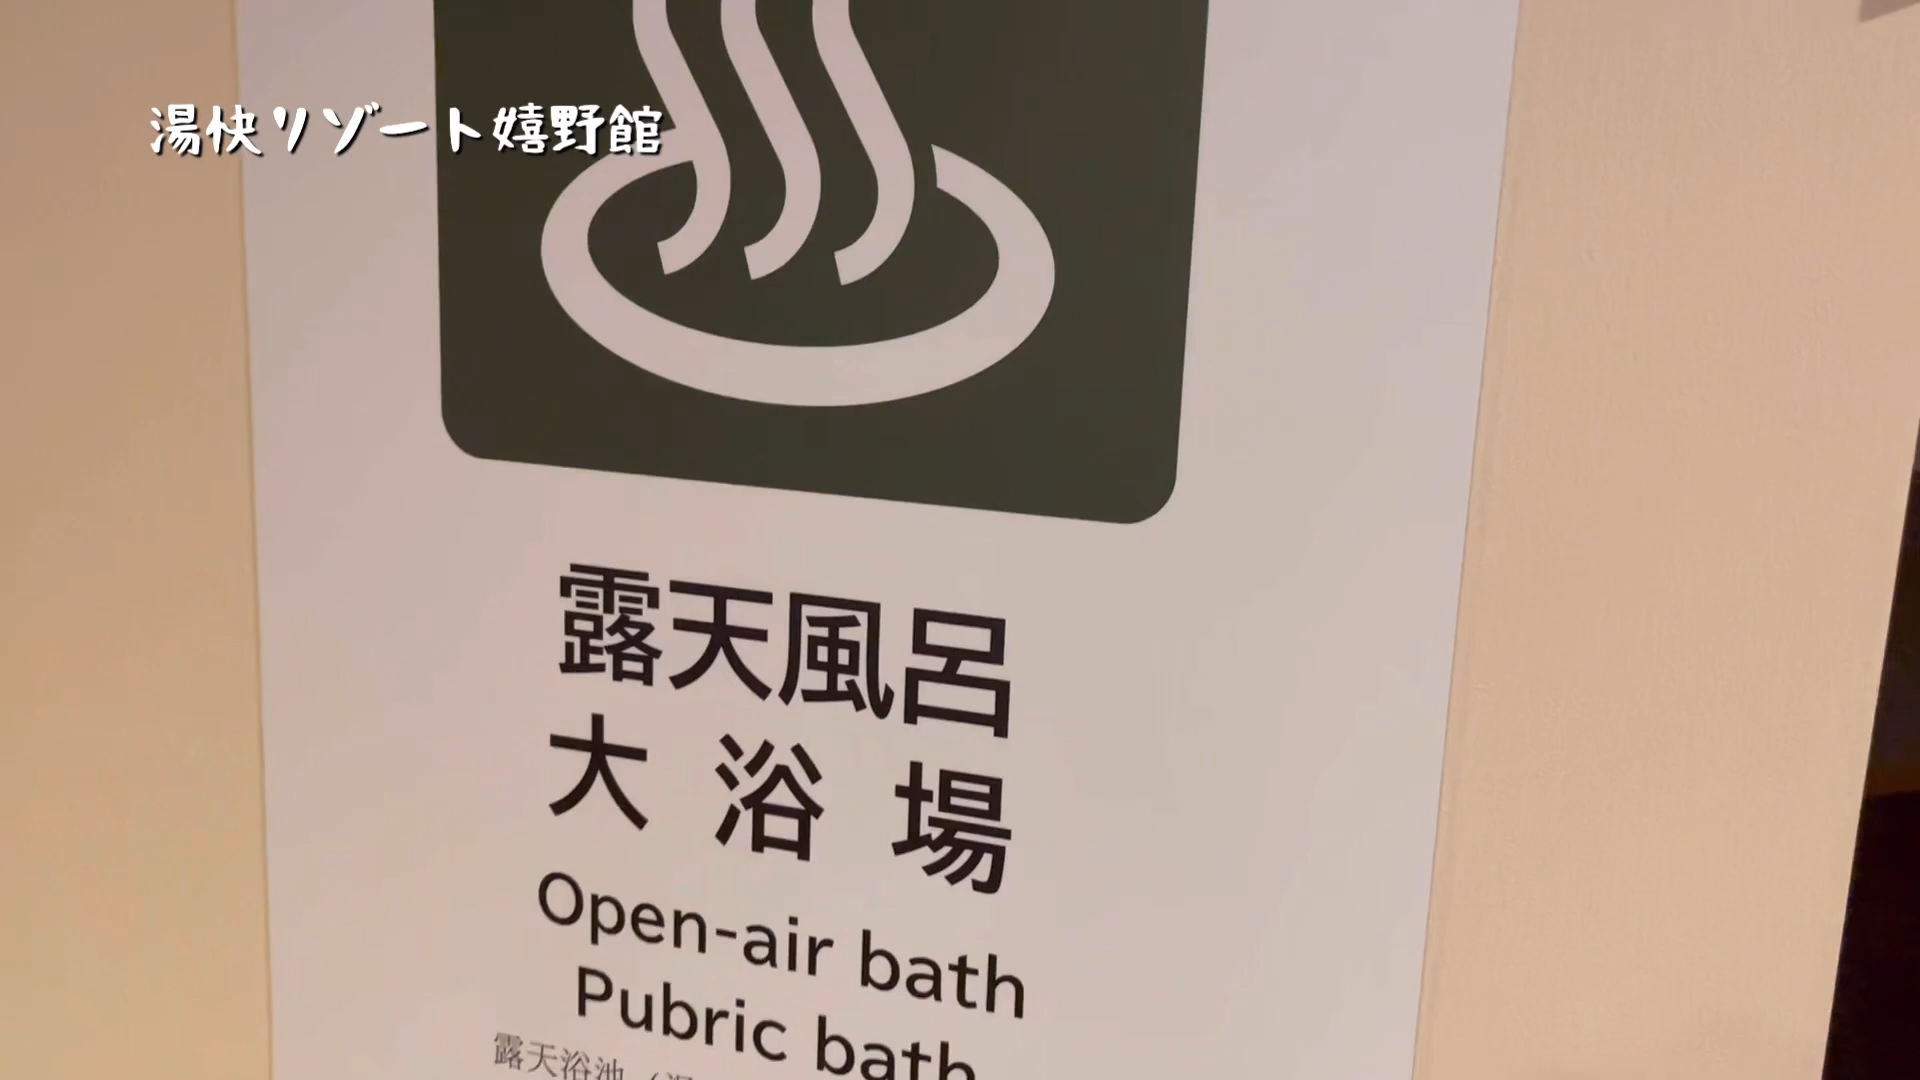 湯快リゾート嬉野館
露天風呂
大浴場
Open-air bath
Pubric bath
露天浴池